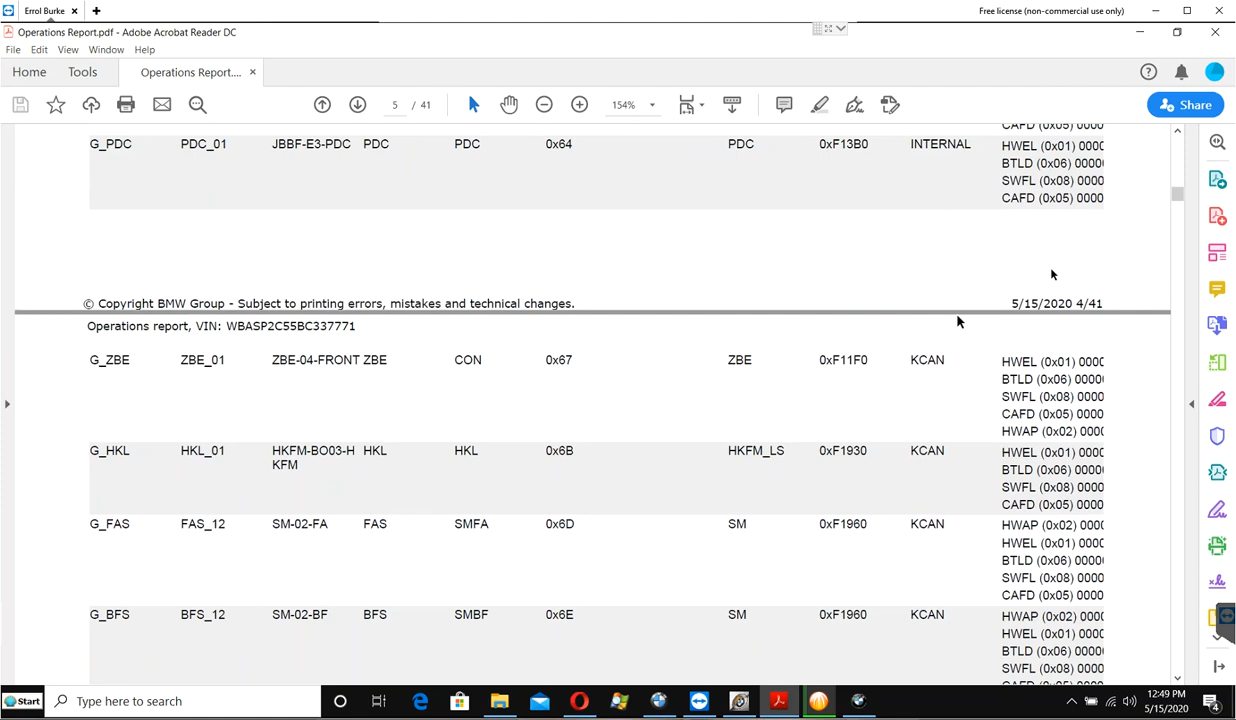 Errol Burke
Free license (non-commercial use only)
Operations Report.pdf - Adobe Acrobat Reader DC
File Edit View Window Help
Home Tools Operations Report....
5 / 41 154% Share
CAFD (0x05) 0000
G_PDC PDC_01 JBBF-E3-PDC PDC PDC 0x64 PDC 0xF13B0 INTERNAL HWEL (0x01) 0000
BTLD (0x06) 0000
SWFL (0x08) 0000
CAFD (0x05) 0000
© Copyright BMW Group - Subject to printing errors, mistakes and technical changes. 5/15/2020 4/41
Operations report, VIN: WBASP2C55BC337771
G_ZBE ZBE_01 ZBE-04-FRONT ZBE CON 0x67 ZBE 0xF11F0 KCAN HWEL (0x01) 0000
BTLD (0x06) 0000
SWFL (0x08) 0000
CAFD (0x05) 0000
HWAP (0x02) 0000
G_HKL HKL_01 HKFM-BO03-H HKL HKL 0x6B HKFM_LS 0xF1930 KCAN HWEL (0x01) 0000
KFM
BTLD (0x06) 0000
SWFL (0x08) 0000
CAFD (0x05) 0000
G_FAS FAS_12 SM-02-FA FAS SMFA 0x6D SM 0xF1960 KCAN HWAP (0x02) 0000
HWEL (0x01) 0000
BTLD (0x06) 0000
SWFL (0x08) 0000
CAFD (0x05) 0000
G_BFS BFS_12 SM-02-BF BFS SMBF 0x6E SM 0xF1960 KCAN HWAP (0x02) 0000
HWEL (0x01) 0000
BTLD (0x06) 0000
SWFL (0x08) 0000
CAFD (0x05) 0000
Start Type here to search 12:49 PM
5/15/2020 4